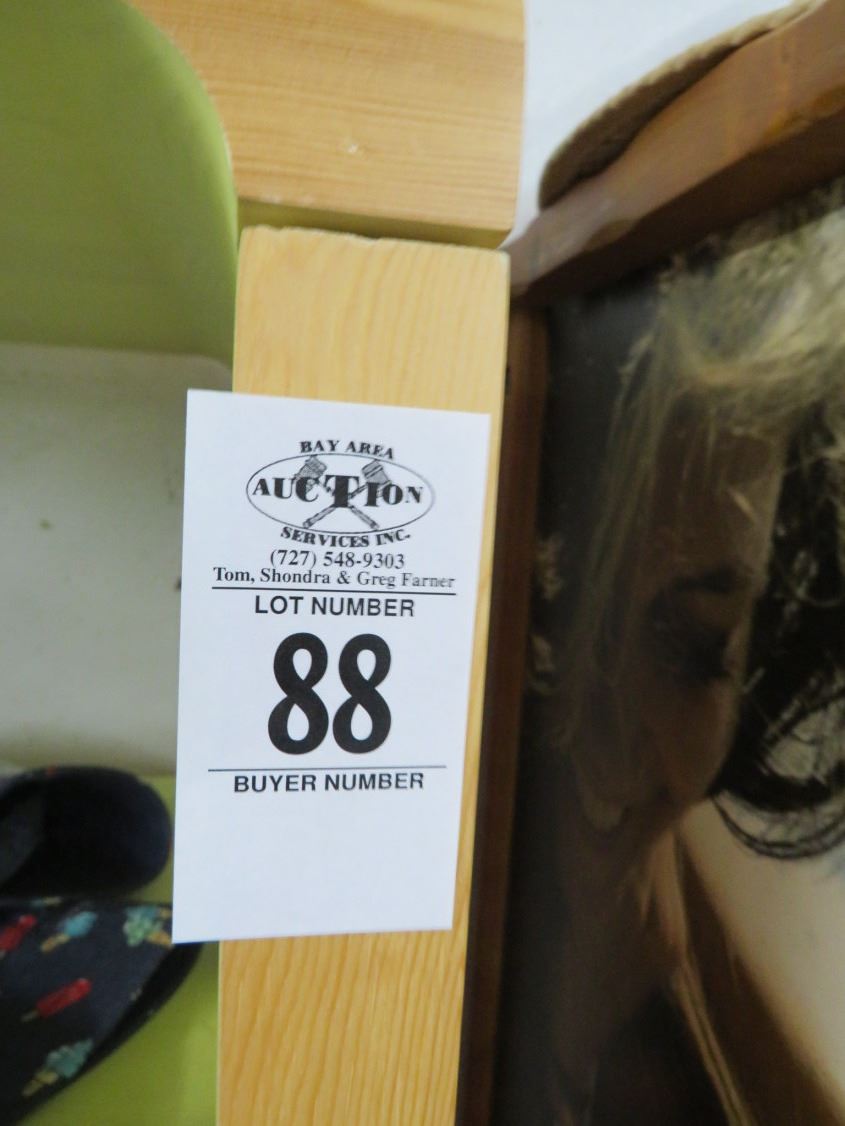 BAY AREA
AUCTION
SERVICES INC.
(727) 548-9303
Tom, Shondra & Greg Farner
LOT NUMBER
88
BUYER NUMBER